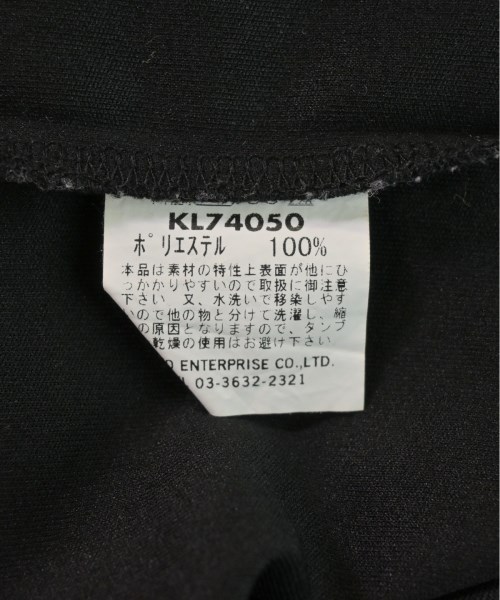 KL74050
ポリエステル 100%
本品は素材の特性上表面が他にひ
っかかりやすいので取扱に御注意
下さい。又、水洗いで移染しやす
いので他の物と分けて洗濯し、縮
の原因となりますので、タンブ
乾燥の使用はお避け下さい
ENTERPRISE CO.,LTD.
03-3632-2321